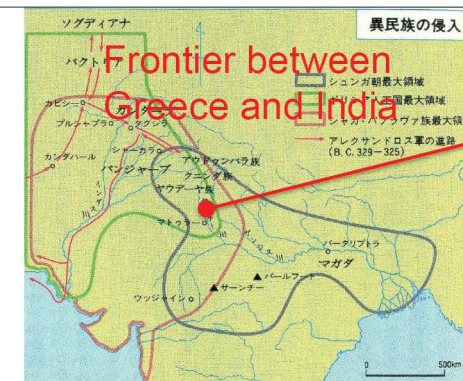 異民族の侵入
ソグディアナ
バクトリア
Frontier between
Greece and India
シュンガ朝最大領域
アレクサンドロス軍の進路
(B.C.329-325)
カピシー
プルシャプラ
タクシラ
シャーカラ
カンダハール
パンジャーブ
アウドゥンバラ族
クニンダ族
ヤウデーヤ族
マトゥラー
ガンジス川
パータリプトラ
マガダ
バールフート
サーンチー
ウッジャイン
0 500km